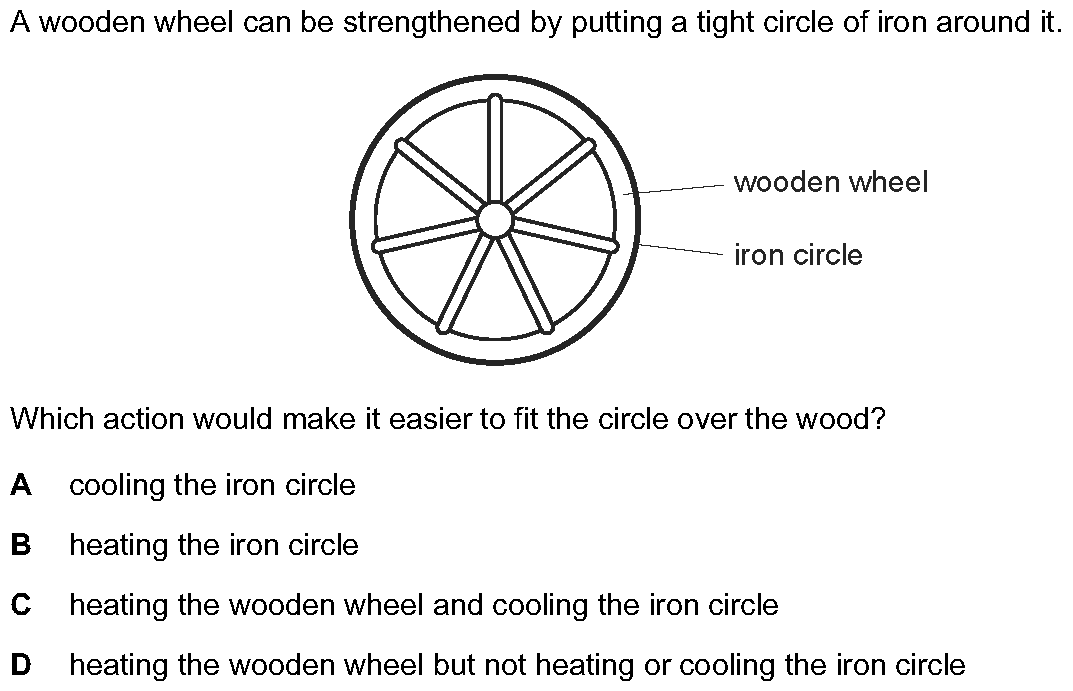 A wooden wheel can be strengthened by putting a tight circle of iron around it.
wooden wheel
iron circle
Which action would make it easier to fit the circle over the wood?
A cooling the iron circle
B heating the iron circle
C heating the wooden wheel and cooling the iron circle
D heating the wooden wheel but not heating or cooling the iron circle